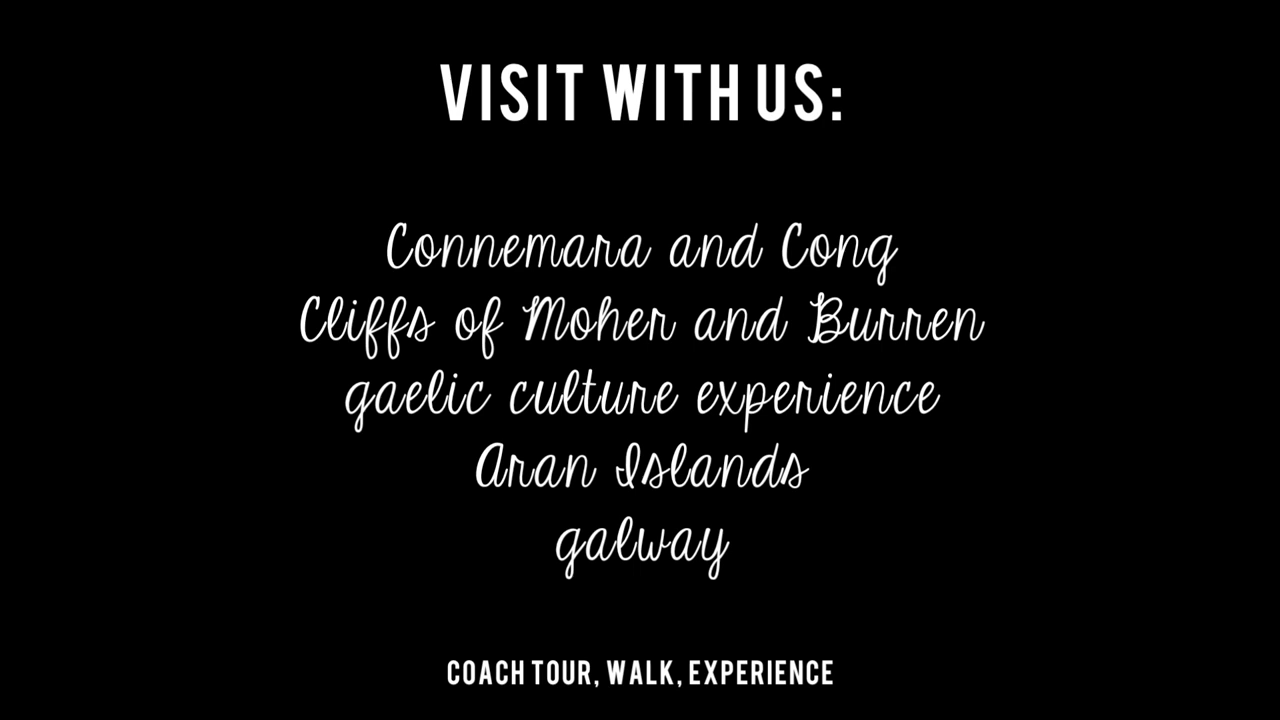 VISIT WITH US:
Connemara and Cong
Cliffs of Moher and Burren
gaelic culture experience
Aran Islands
galway
COACH TOUR, WALK, EXPERIENCE